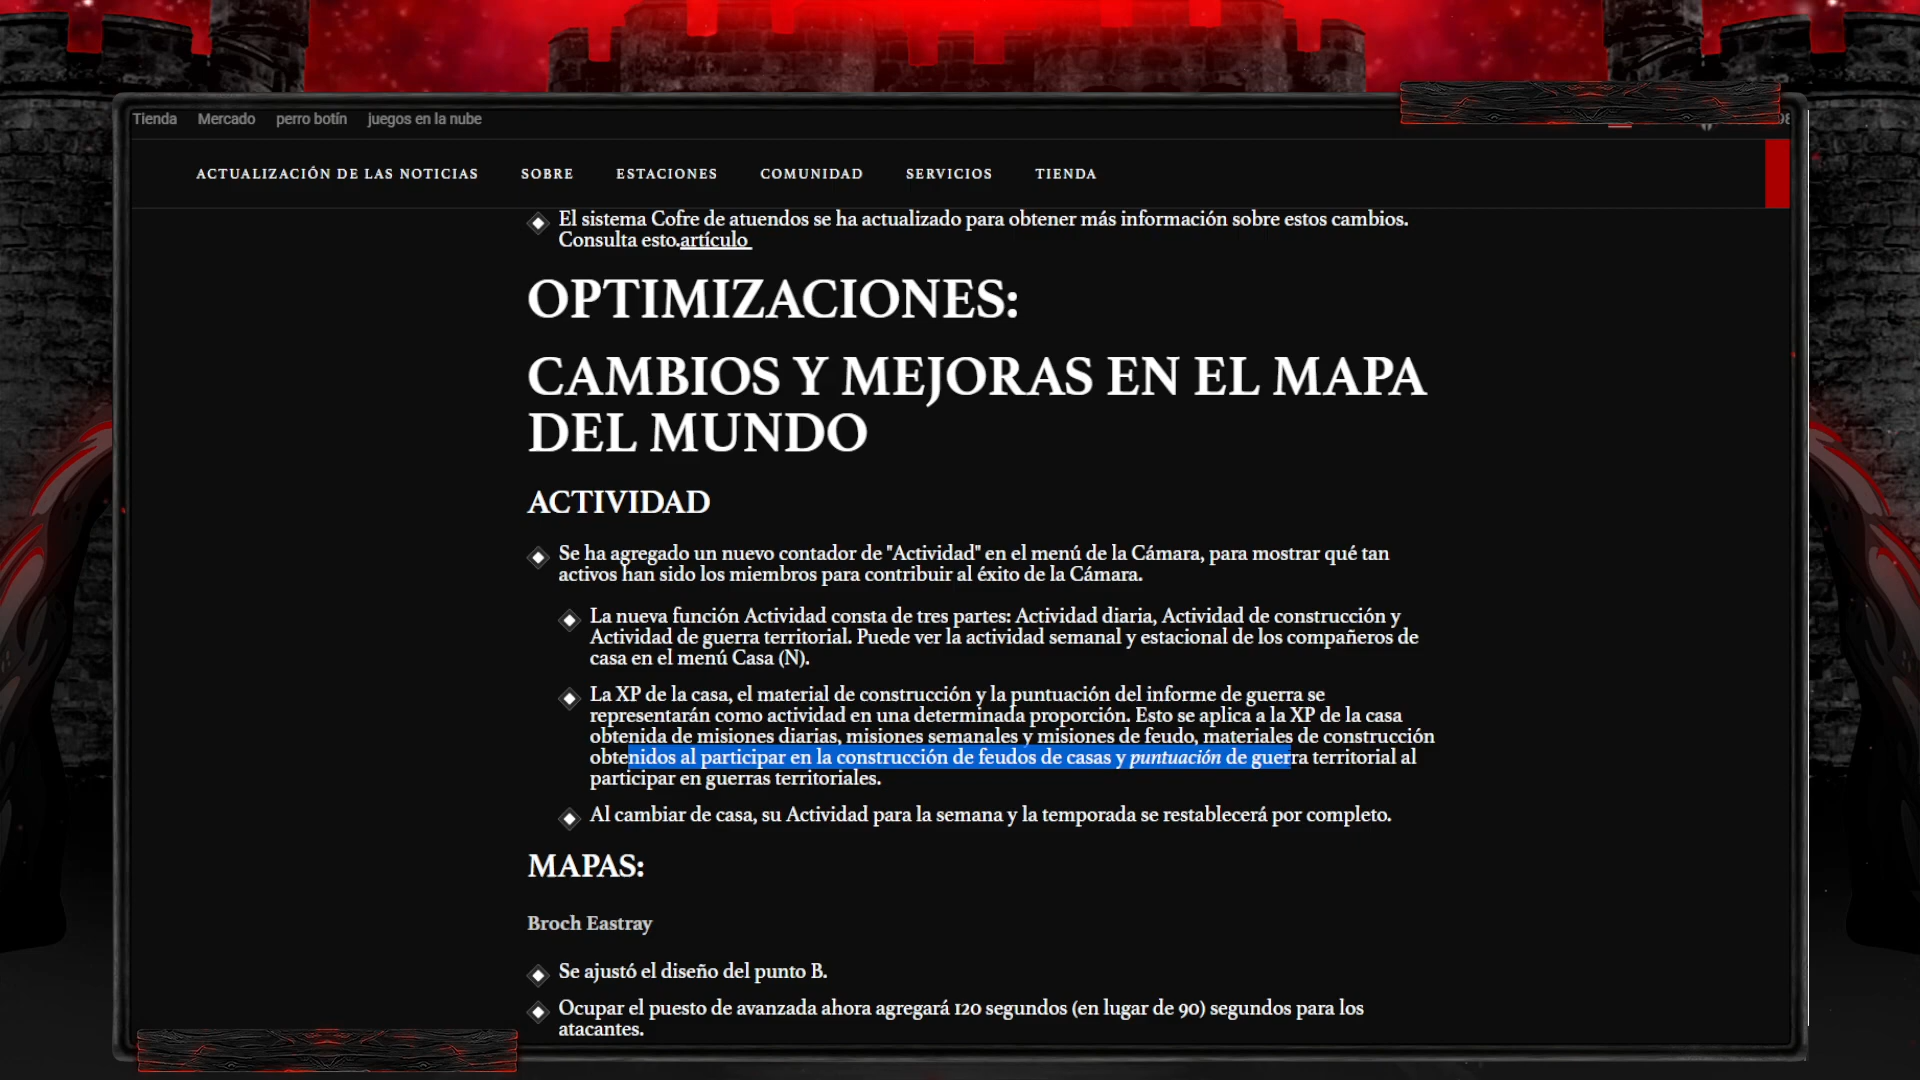 Tienda Mercado perro botín juegos en la nube
ACTUALIZACIÓN DE LAS NOTICIAS SOBRE ESTACIONES COMUNIDAD SERVICIOS TIENDA
El sistema Cofre de atuendos se ha actualizado para obtener más información sobre estos cambios.
Consulta esto.artículo
OPTIMIZACIONES:
CAMBIOS Y MEJORAS EN EL MAPA
DEL MUNDO
ACTIVIDAD
Se ha agregado un nuevo contador de "Actividad" en el menú de la Cámara, para mostrar qué tan
activos han sido los miembros para contribuir al éxito de la Cámara.
La nueva función Actividad consta de tres partes: Actividad diaria, Actividad de construcción y
Actividad de guerra territorial. Puede ver la actividad semanal y estacional de los compañeros de
casa en el menú Casa (N).
La XP de la casa, el material de construcción y la puntuación del informe de guerra se
representarán como actividad en una determinada proporción. Esto se aplica a la XP de la casa
obtenida de misiones diarias, misiones semanales y misiones de feudo, materiales de construcción
obtenidos al participar en la construcción de feudos de casas y puntuación de guerra territorial al
participar en guerras territoriales.
Al cambiar de casa, su Actividad para la semana y la temporada se restablecerá por completo.
MAPAS:
Broch Eastray
Se ajustó el diseño del punto B.
Ocupar el puesto de avanzada ahora agregará 120 segundos (en lugar de 90) segundos para los
atacantes.